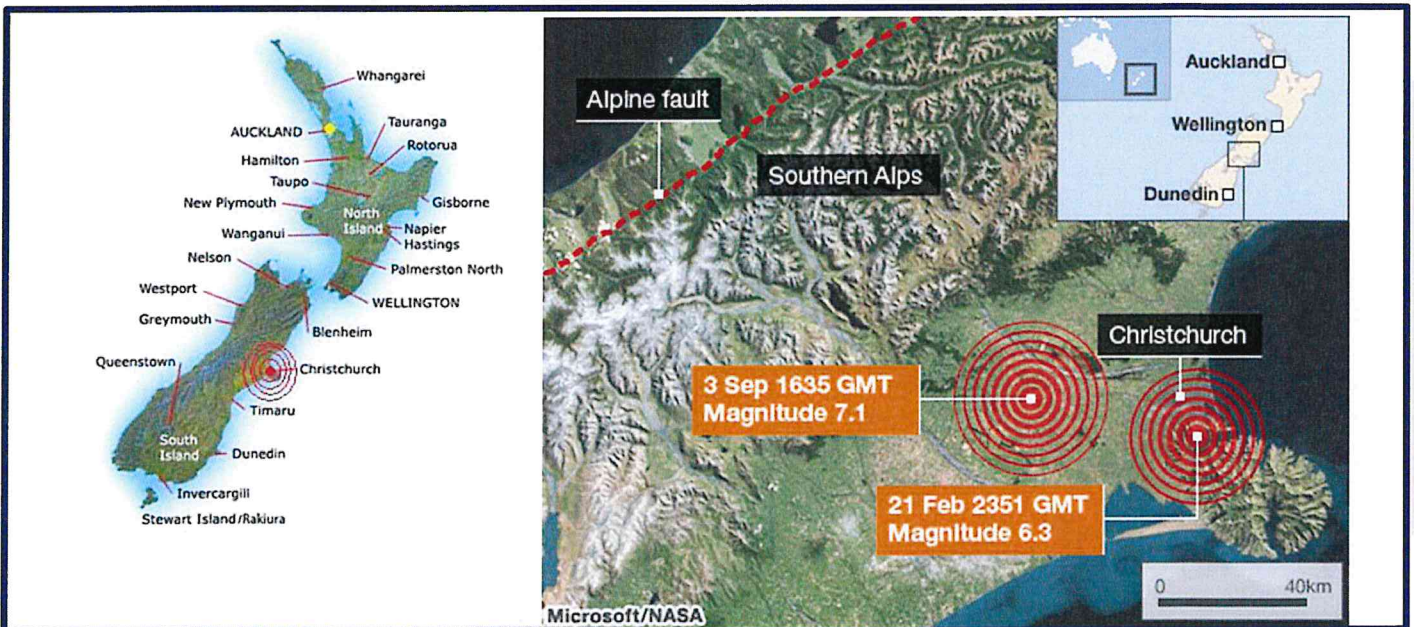 Whangarei
AUCKLAND
Tauranga
Hamilton
Rotorua
Taupo
New Plymouth
Gisborne
North
Island
Napier
Wanganui
Hastings
Nelson
Palmerston North
Westport
WELLINGTON
Greymouth
Blenheim
Queenstown
Christchurch
Timaru
South
Island
Dunedin
Invercargill
Stewart Island/Rakiura
Alpine fault
Southern Alps
Auckland
Wellington
Dunedin
Christchurch
3 Sep 1635 GMT
Magnitude 7.1
21 Feb 2351 GMT
Magnitude 6.3
0 40km
Microsoft/NASA